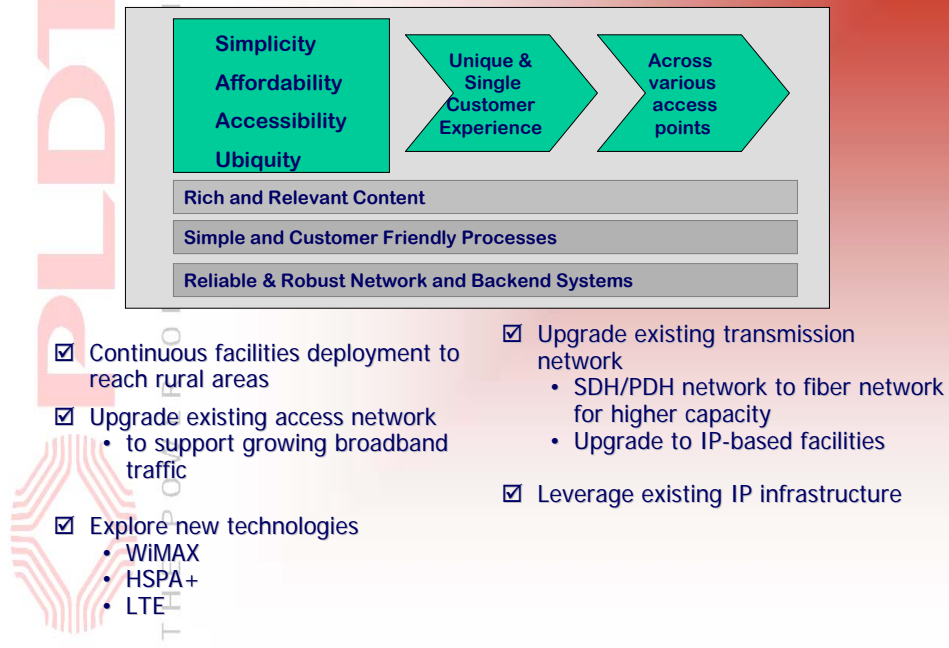 Simplicity
Affordability
Accessibility
Ubiquity
Unique &
Single
Customer
Experience
Across
various
access
points
Rich and Relevant Content
Simple and Customer Friendly Processes
Reliable & Robust Network and Backend Systems
☑ Continuous facilities deployment to
reach rural areas
☑ Upgrade existing access network
• to support growing broadband
traffic
☑ Explore new technologies
• WiMAX
• HSPA+
• LTE
☑ Upgrade existing transmission
network
• SDH/PDH network to fiber network
for higher capacity
• Upgrade to IP-based facilities
☑ Leverage existing IP infrastructure
PLDT
THE POWER O